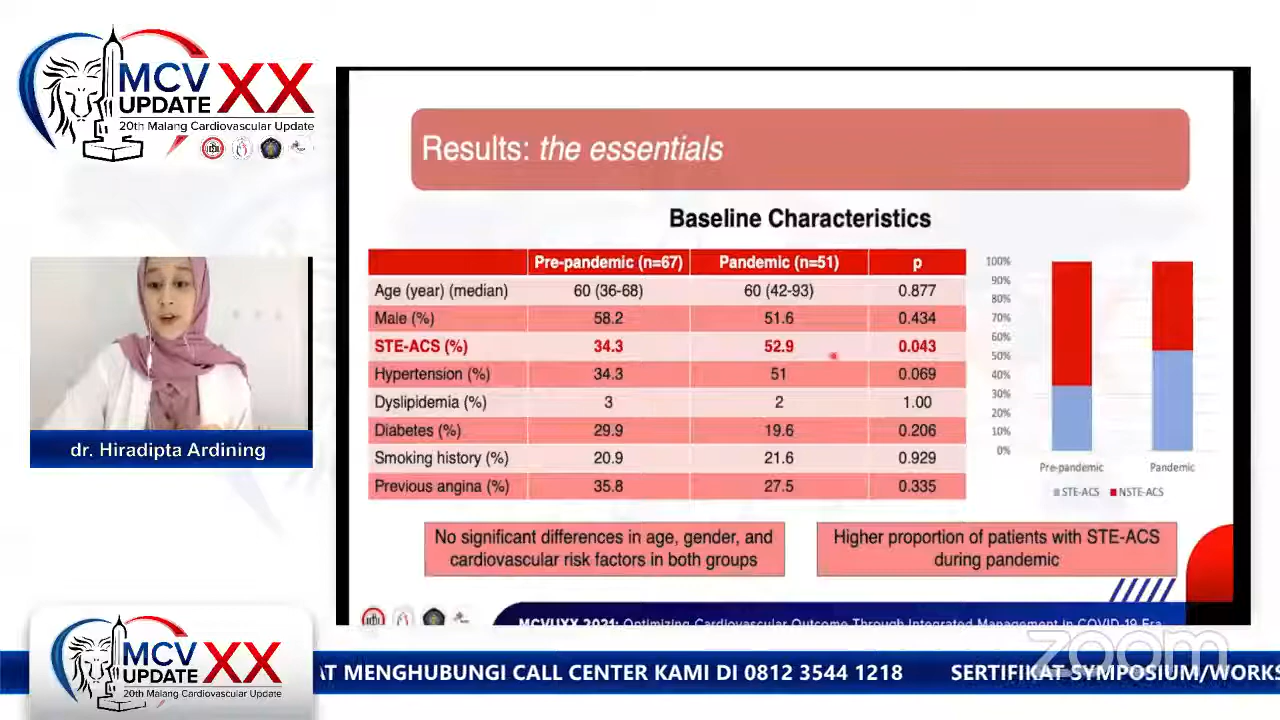 MCV
UPDATE
XX
20th Malang Cardiovascular Update
dr. Hiradipta Ardining
Results: the essentials
Baseline Characteristics
Pre-pandemic (n=67) Pandemic (n=51) p
Age (year) (median) 60 (36-68) 60 (42-93) 0.877
Male (%) 58.2 51.6 0.434
STE-ACS (%) 34.3 52.9 0.043
Hypertension (%) 34.3 51 0.069
Dyslipidemia (%) 3 2 1.00
Diabetes (%) 29.9 19.6 0.206
Smoking history (%) 20.9 21.6 0.929
Previous angina (%) 35.8 27.5 0.335
100%
90%
80%
70%
60%
50%
40%
30%
20%
10%
0%
Pre-pandemic Pandemic
STE-ACS NSTE-ACS
No significant differences in age, gender, and
cardiovascular risk factors in both groups
Higher proportion of patients with STE-ACS
during pandemic
MCVUXX 2021: Optimizing Cardiovascular Outcome Through Integrated Management in COVID-19 Era
zoom
MCV
UPDATE
XX
20th Malang Cardiovascular Update
AT MENGHUBUNGI CALL CENTER KAMI DI 0812 3544 1218 SERTIFIKAT SYMPOSIUM/WORKS